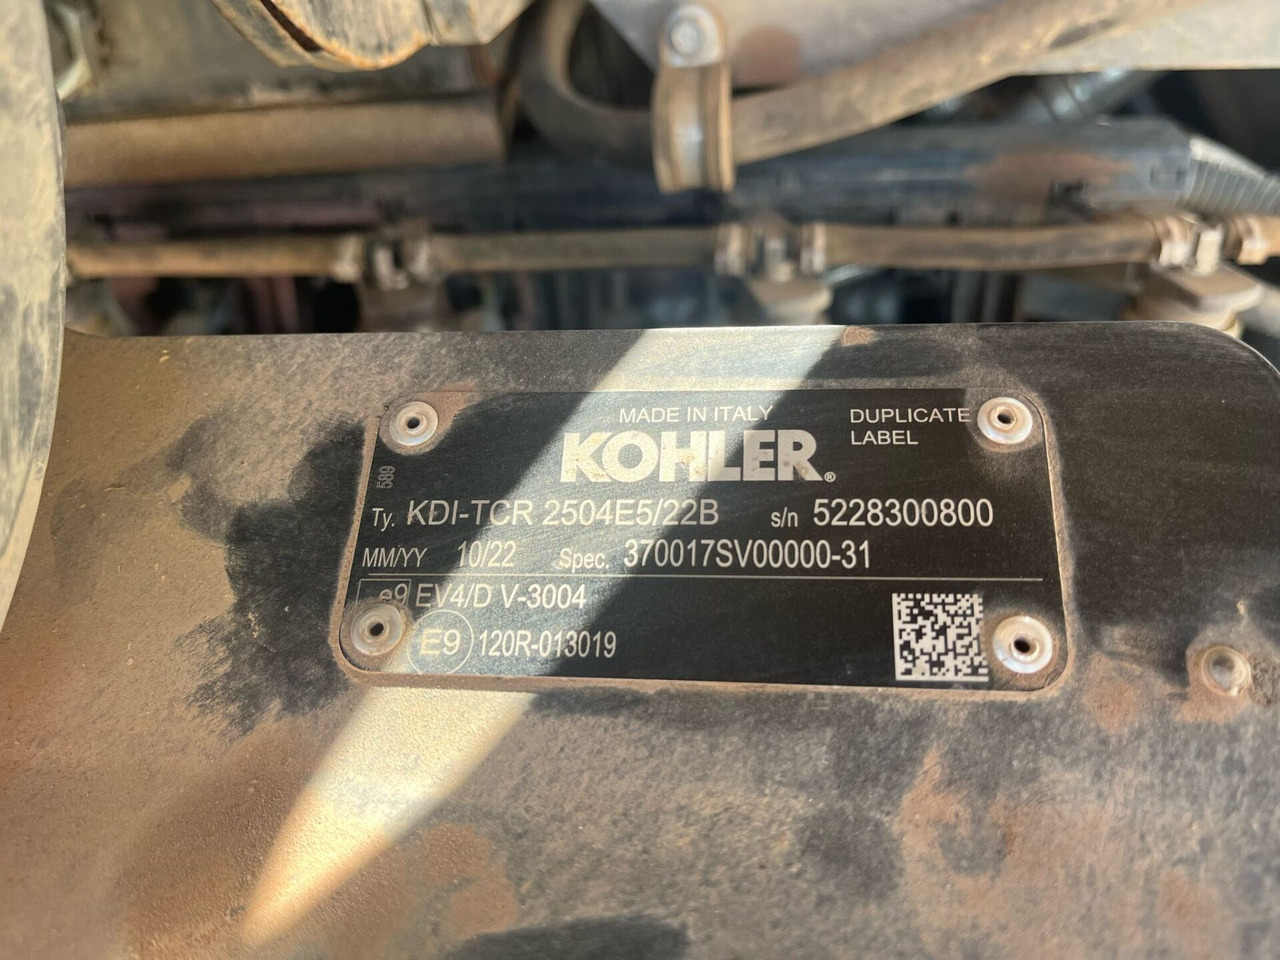 MADE IN ITALY
DUPLICATE LABEL
KOHLER®
589
Ty. KDI-TCR 2504E5/22B s/n 5228300800
MM/YY 10/22 Spec. 370017SV00000-31
e9 EV4/D V-3004
E9 120R-013019